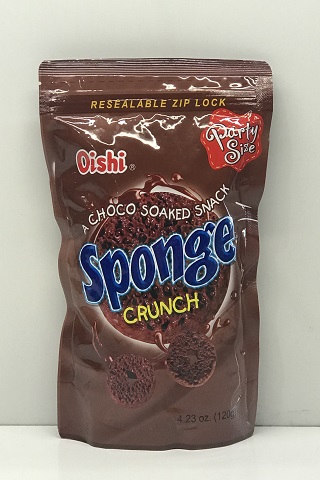 RESEALABLE ZIP LOCK
Party
Size
Oishi ®
A CHOCO SOAKED SNACK
Sponge
CRUNCH
4.23 oz. (120g)